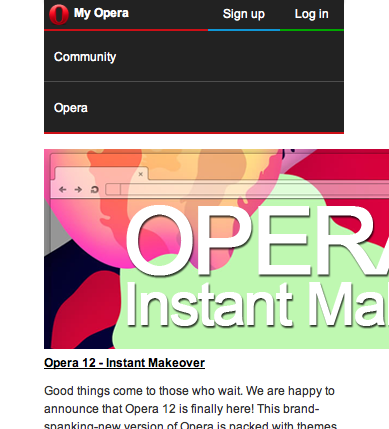 My Opera Sign up Log in
Community
Opera
OPERA
Instant Ma
Opera 12 - Instant Makeover
Good things come to those who wait. We are happy to
announce that Opera 12 is finally here! This brand-
spanking-new version of Opera is packed with themes